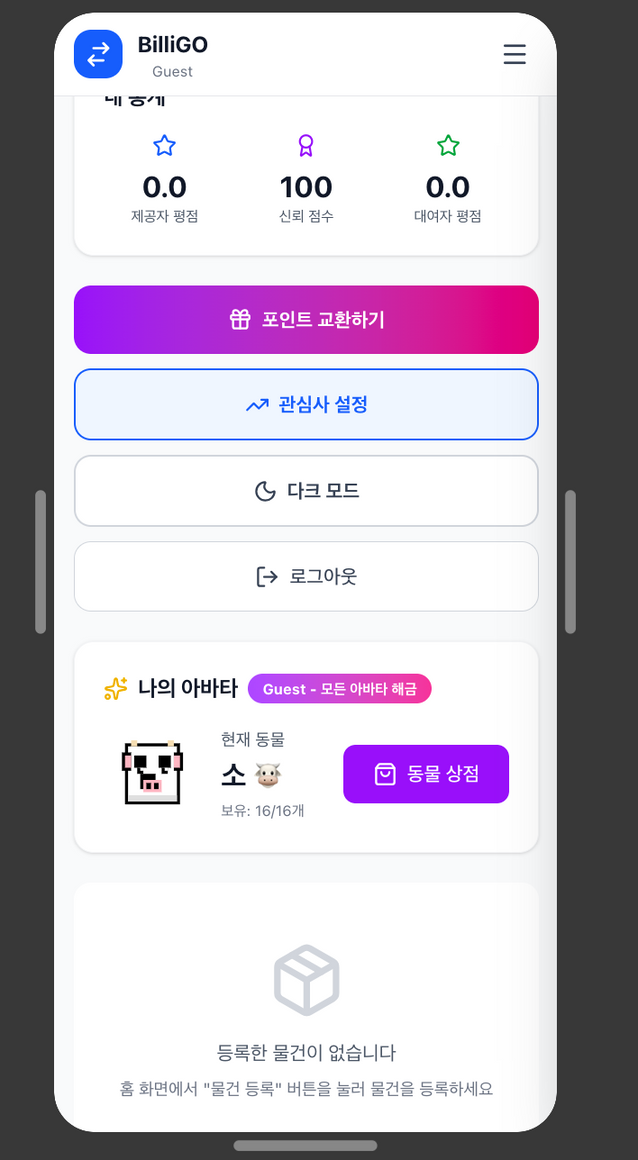 BilliGO
Guest
내 통계
0.0
100
0.0
제공자 평점
신뢰 점수
대여자 평점
포인트 교환하기
관심사 설정
다크 모드
로그아웃
나의 아바타
Guest - 모든 아바타 해금
현재 동물
소 🐮
보유: 16/16개
동물 상점
등록한 물건이 없습니다
홈 화면에서 "물건 등록" 버튼을 눌러 물건을 등록하세요